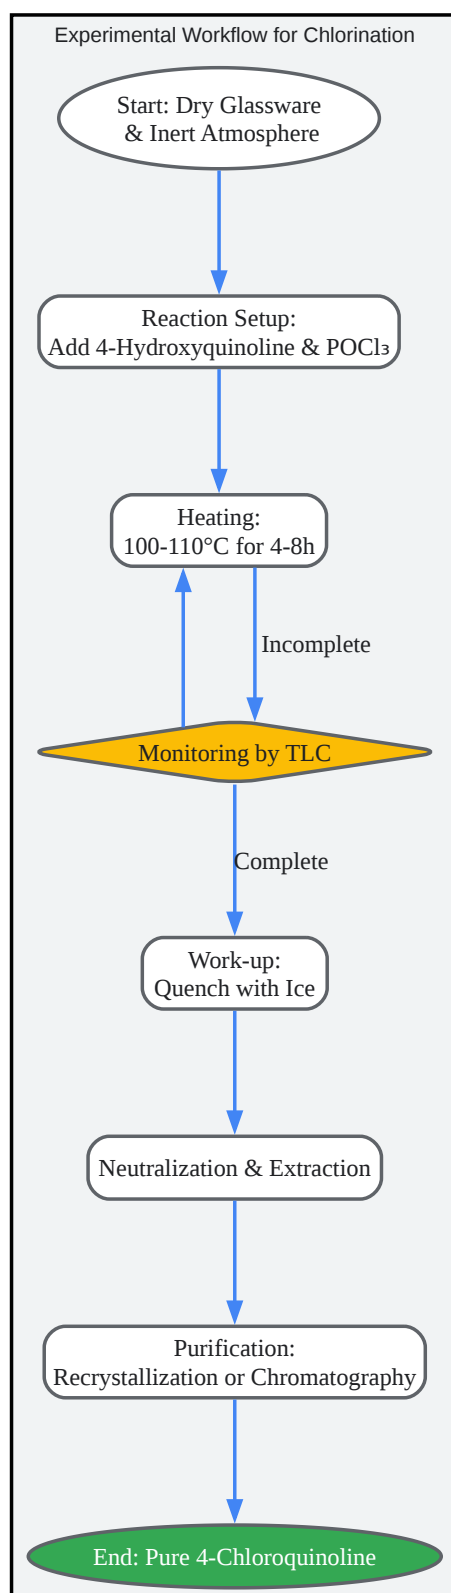 Experimental Workflow for Chlorination
Start: Dry Glassware
& Inert Atmosphere
Reaction Setup:
Add 4-Hydroxyquinoline & POCl₃
Heating:
100-110°C for 4-8h
Incomplete
Monitoring by TLC
Complete
Work-up:
Quench with Ice
Neutralization & Extraction
Purification:
Recrystallization or Chromatography
End: Pure 4-Chloroquinoline